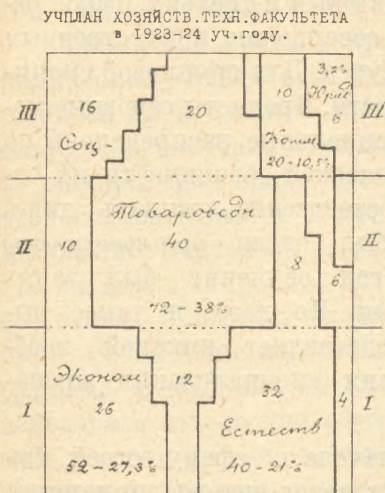 УЧПЛАН ХОЗЯЙСТВ.ТЕХН.ФАКУЛЬТЕТА
в 1923-24 уч.году.
III 16 20 10 3,2% Юрид 6 III
Соц- Комм
20-10,5%
Товароведн
II 10 40 8 6 II
72-38%
Эконом 12 32
I 26 4 I
Естеств
52-27,3% 40-21%